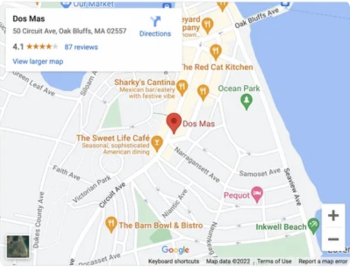 Our Market
Dos Mas
50 Circuit Ave, Oak Bluffs, MA 02557
Directions
4.1 87 reviews
View larger map
Oak Bluffs Ave
The Red Cat Kitchen
Sharky's Cantina
Mexican bar/eatery
with festive vibe
Ocean Park
Dos Mas
The Sweet Life Café
Seasonal, sophisticated
American dining
Narragansett Ave
Faith Ave
Victorian Park
Circuit Ave
Samoset Ave
Seaview Ave
Pequot
Niantic Ave
Dukes County Ave
The Barn Bowl & Bistro
Inkwell Beach
Google
Keyboard shortcuts Map data ©2022 Terms of Use Report a map error